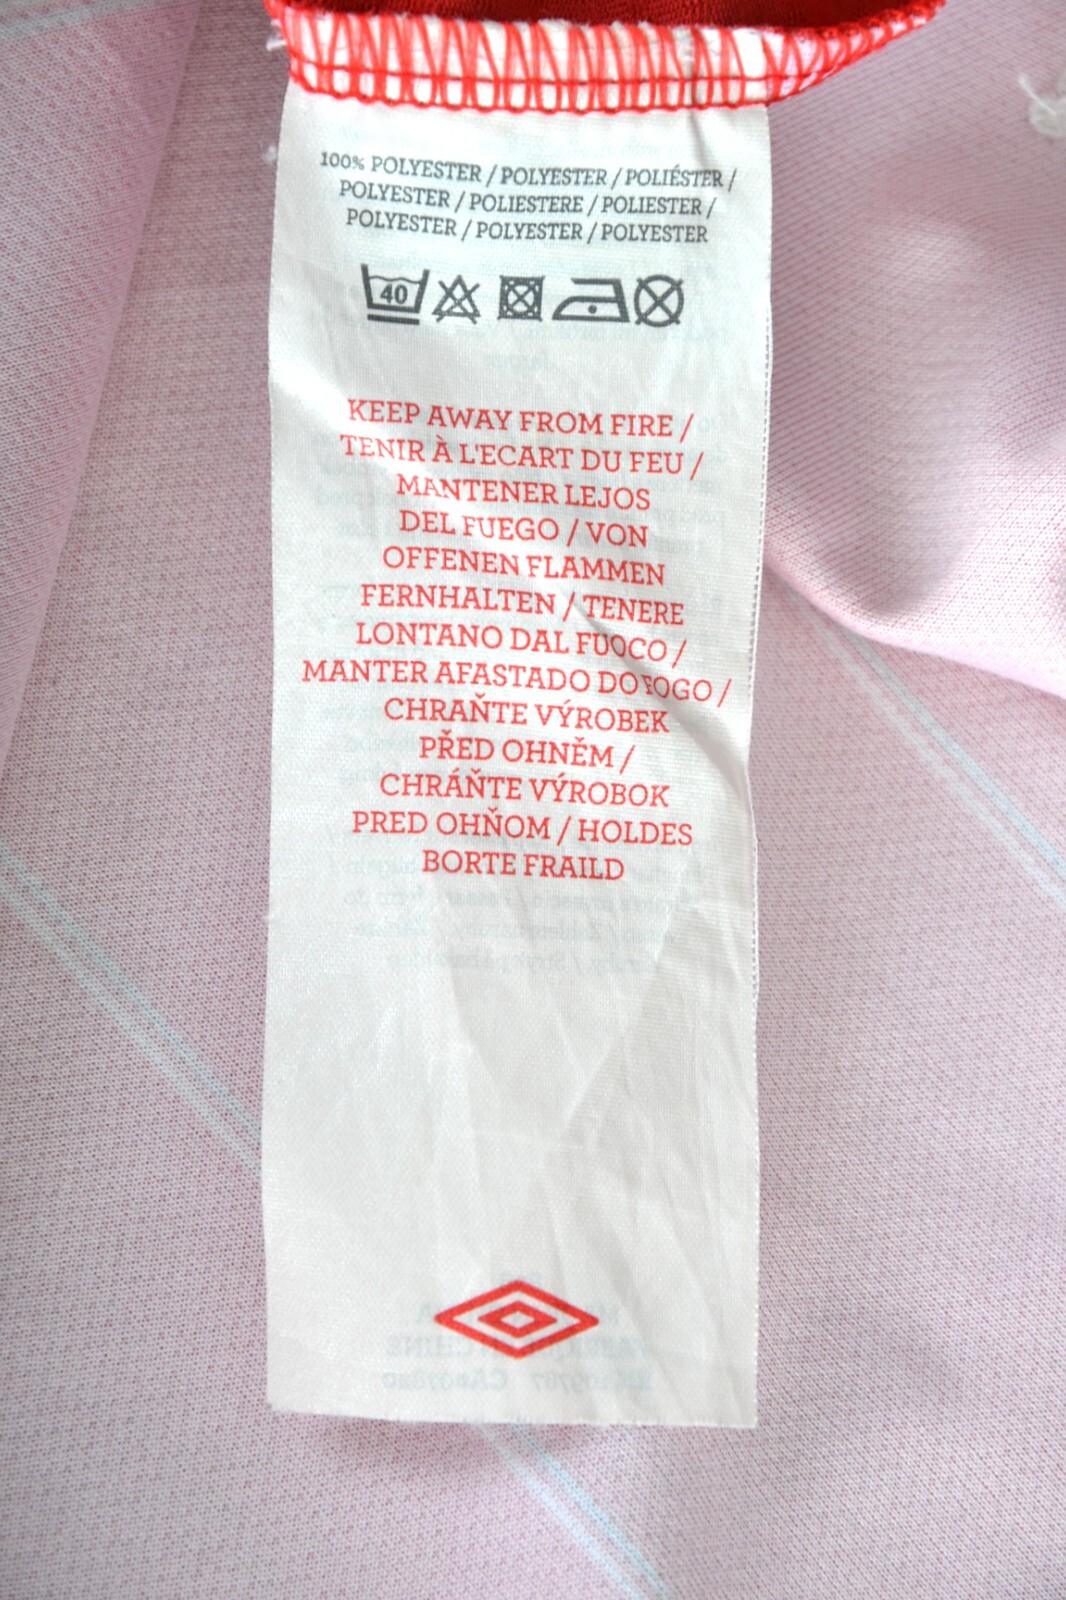 100% POLYESTER / POLYESTER / POLIÉSTER /
POLYESTER / POLIESTERE / POLIESTER /
POLYESTER / POLYESTER / POLYESTER
40
KEEP AWAY FROM FIRE /
TENIR À L'ECART DU FEU /
MANTENER LEJOS
DEL FUEGO / VON
OFFENEN FLAMMEN
FERNHALTEN / TENERE
LONTANO DAL FUOCO /
MANTER AFASTADO DO FOGO /
CHRAŇTE VÝROBEK
PŘED OHNĚM /
CHRÁŇTE VÝROBOK
PRED OHŇOM / HOLDES
BORTE FRAILD